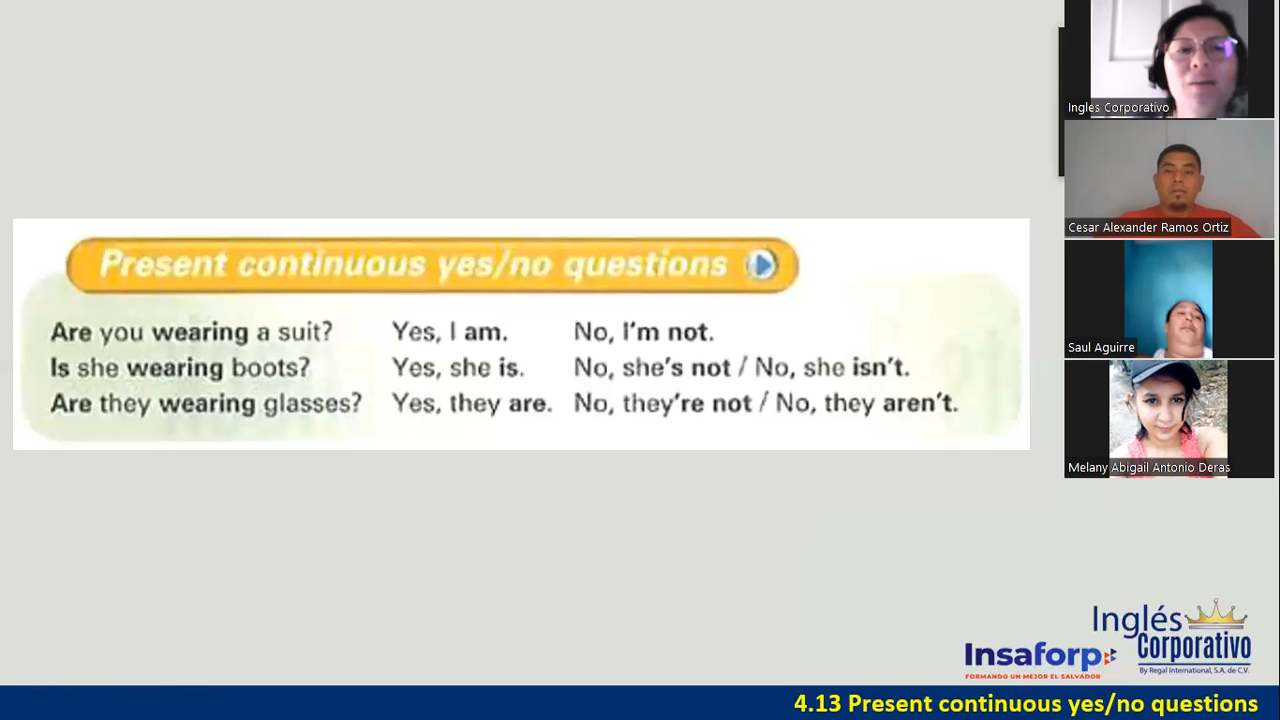 Present continuous yes/no questions
Are you wearing a suit? Yes, I am. No, I'm not.
Is she wearing boots? Yes, she is. No, she's not / No, she isn't.
Are they wearing glasses? Yes, they are. No, they're not / No, they aren't.
Ingles Corporativo
Cesar Alexander Ramos Ortiz
Saul Aguirre
Melany Abigail Antonio Deras
Insaforp
FORMANDO UN MEJOR EL SALVADOR
Inglés
Corporativo
By Regal International, S.A. de C.V.
4.13 Present continuous yes/no questions